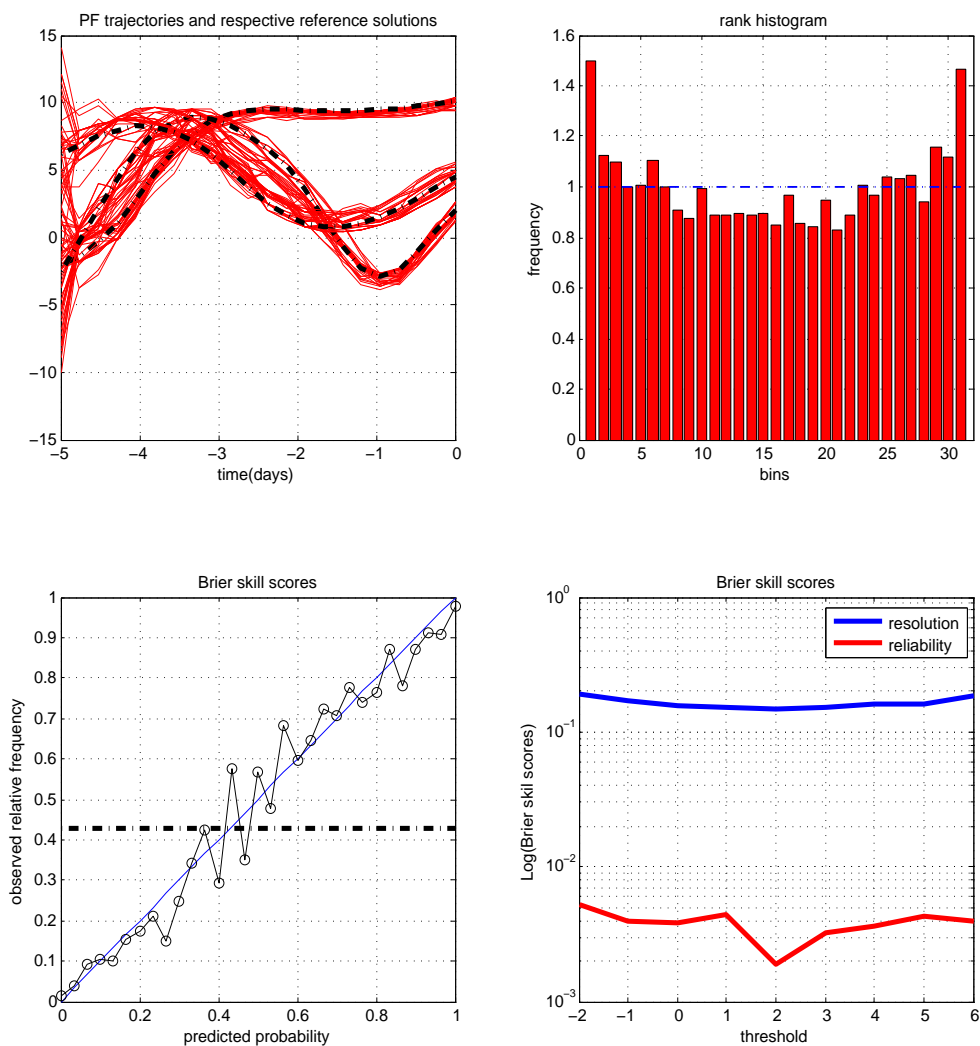 PF trajectories and respective reference solutions
15
10
5
0
−5
−10
−15
−5 −4 −3 −2 −1 0
time(days)
rank histogram
1.6
1.4
1.2
1
0.8
0.6
0.4
0.2
0
frequency
0 5 10 15 20 25 30
bins
Brier skill scores
1
0.9
0.8
0.7
0.6
0.5
0.4
0.3
0.2
0.1
0
observed relative frequency
0 0.2 0.4 0.6 0.8 1
predicted probability
Brier skill scores
10^0
10^−1
10^−2
10^−3
Log(Brier skil scores)
resolution
reliability
−2 −1 0 1 2 3 4 5 6
threshold